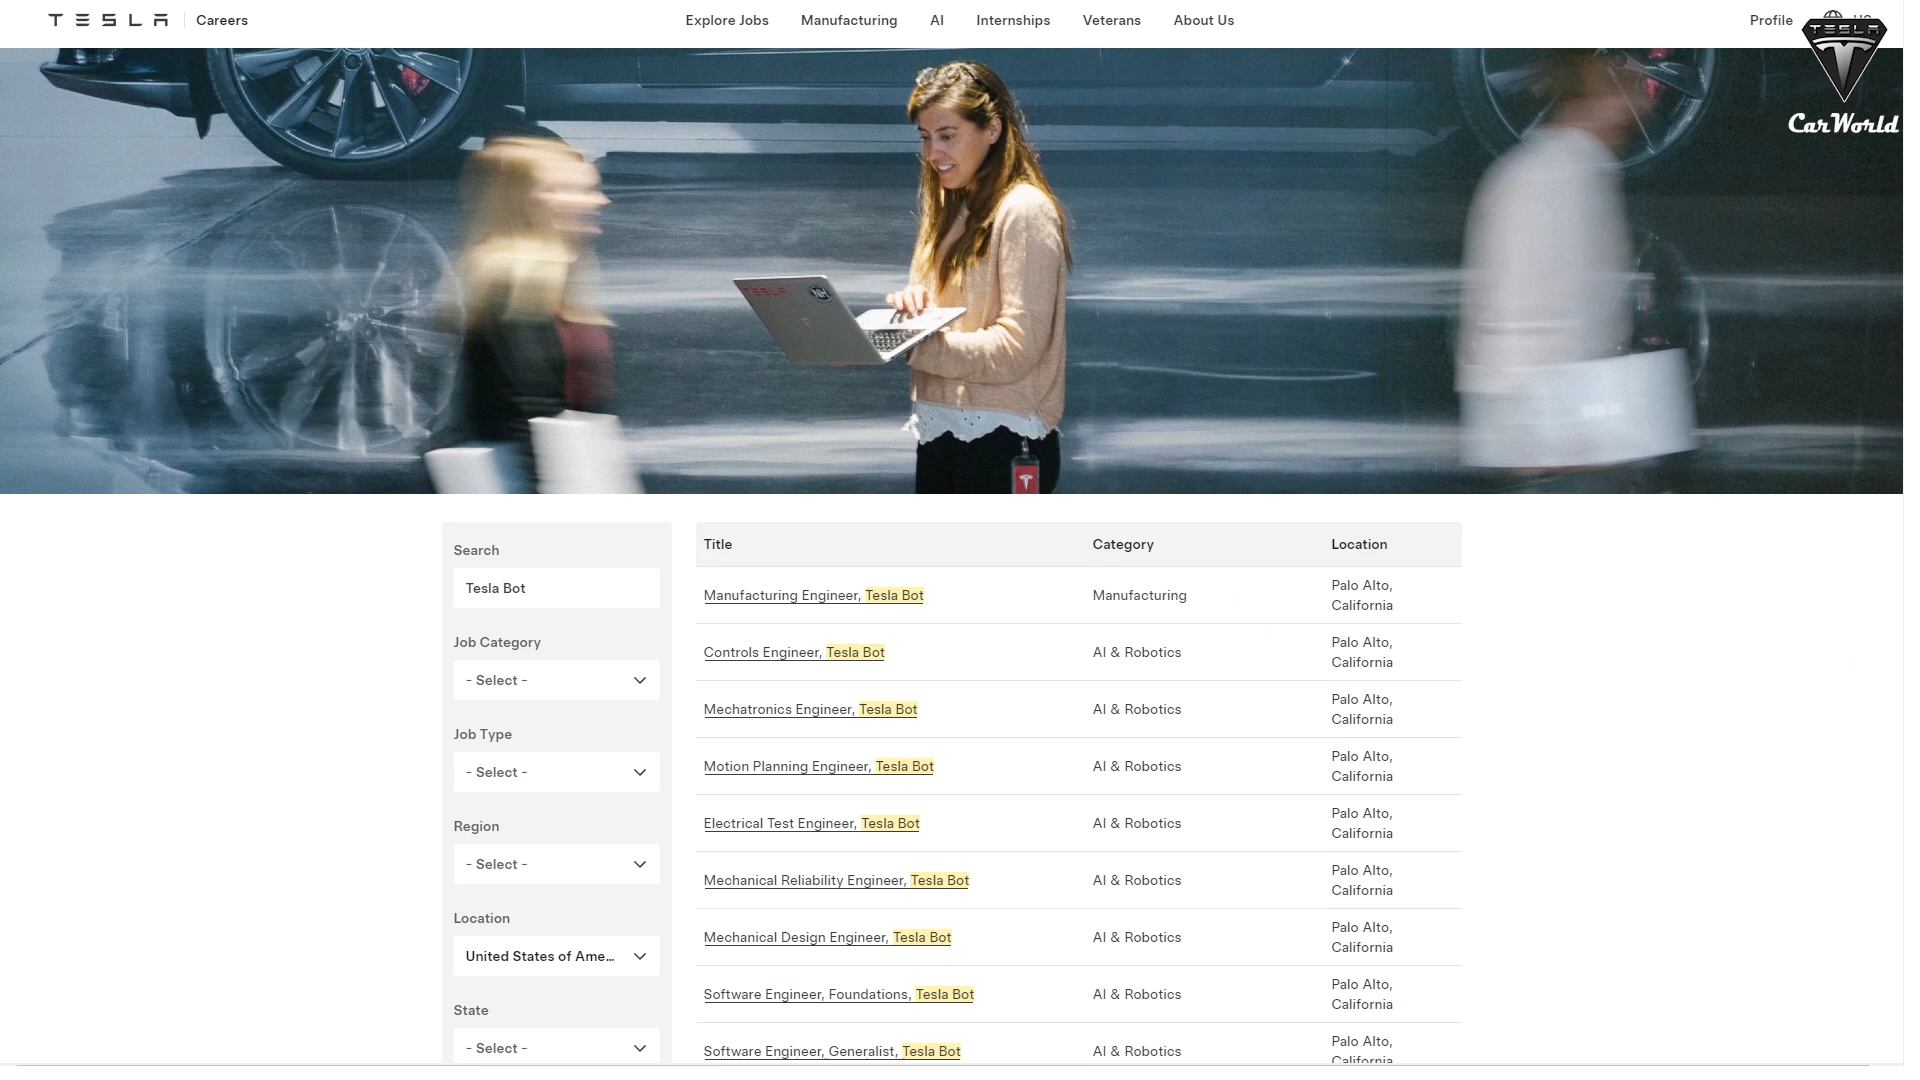 TESLA Careers Explore Jobs Manufacturing AI Internships Veterans About Us Profile US
TESLA
CarWorld
TESLA
Search
Tesla Bot
Job Category
- Select -
Job Type
- Select -
Region
- Select -
Location
United States of Ame...
State
- Select -
Title Category Location
Manufacturing Engineer, Tesla Bot Manufacturing Palo Alto,
California
Controls Engineer, Tesla Bot AI & Robotics Palo Alto,
California
Mechatronics Engineer, Tesla Bot AI & Robotics Palo Alto,
California
Motion Planning Engineer, Tesla Bot AI & Robotics Palo Alto,
California
Electrical Test Engineer, Tesla Bot AI & Robotics Palo Alto,
California
Mechanical Reliability Engineer, Tesla Bot AI & Robotics Palo Alto,
California
Mechanical Design Engineer, Tesla Bot AI & Robotics Palo Alto,
California
Software Engineer, Foundations, Tesla Bot AI & Robotics Palo Alto,
California
Software Engineer, Generalist, Tesla Bot AI & Robotics Palo Alto,
California